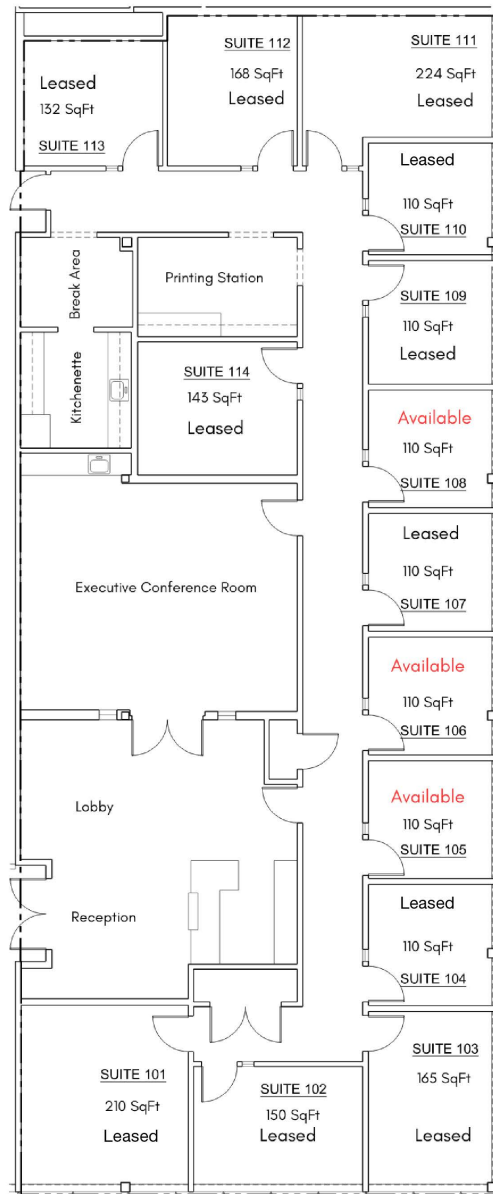 SUITE 112
168 SqFt
Leased
SUITE 111
224 SqFt
Leased
Leased
132 SqFt
SUITE 113
Leased
110 SqFt
SUITE 110
Break Area
Printing Station
SUITE 109
110 SqFt
Leased
Kitchenette
SUITE 114
143 SqFt
Leased
Available
110 SqFt
SUITE 108
Leased
110 SqFt
SUITE 107
Executive Conference Room
Available
110 SqFt
SUITE 106
Lobby
Available
110 SqFt
SUITE 105
Reception
Leased
110 SqFt
SUITE 104
SUITE 101
210 SqFt
Leased
SUITE 102
150 SqFt
Leased
SUITE 103
165 SqFt
Leased